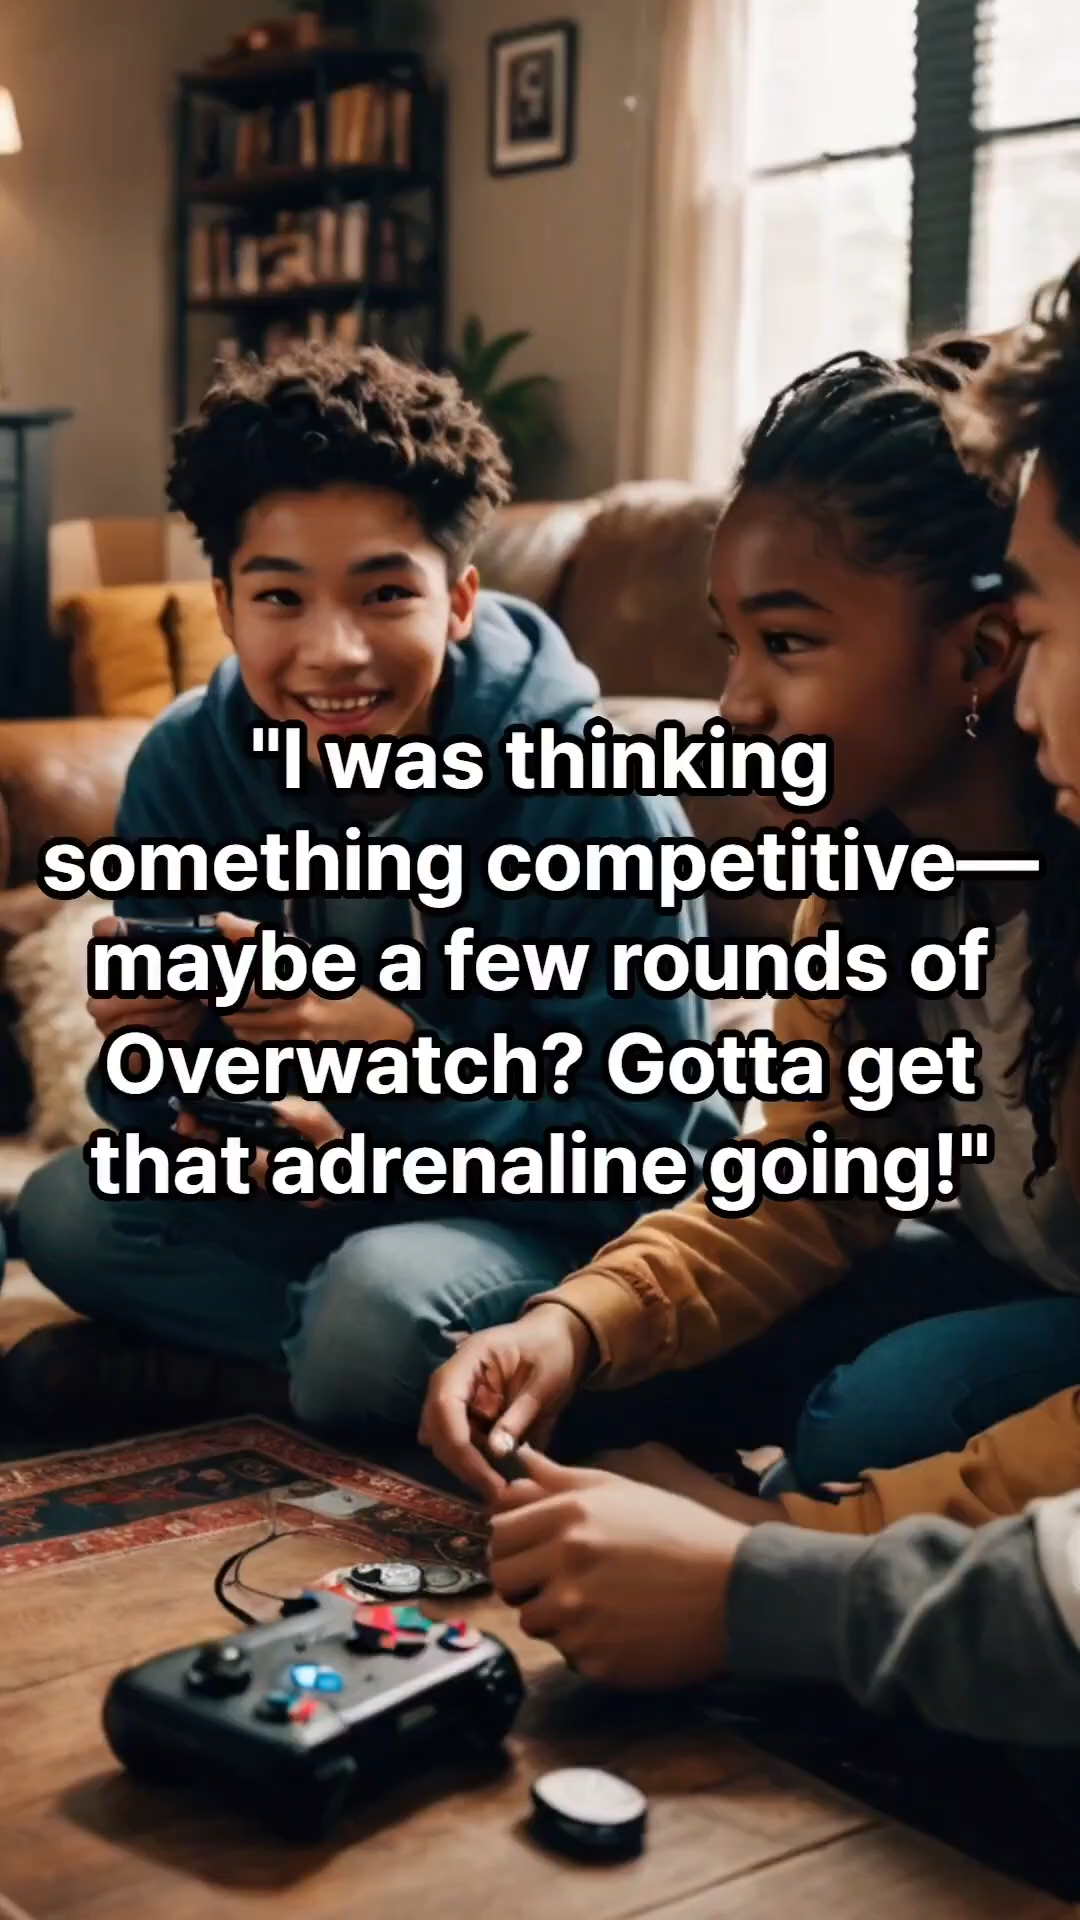 "I was thinking
something competitive—
maybe a few rounds of
Overwatch? Gotta get
that adrenaline going!"